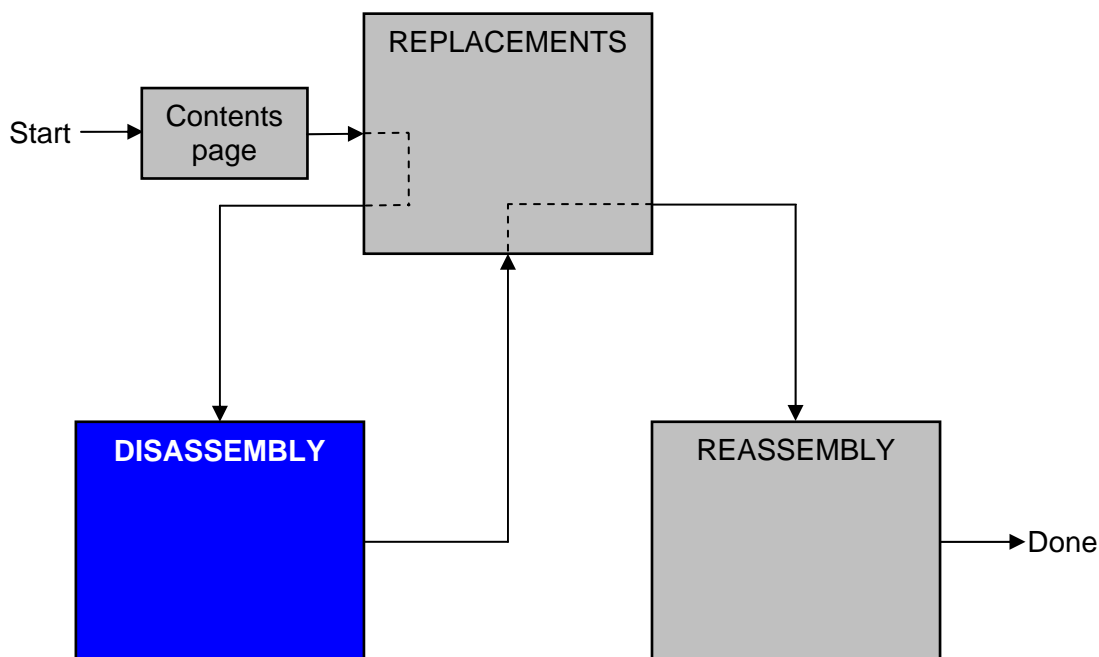 REPLACEMENTS
Start
Contents
page
DISASSEMBLY
REASSEMBLY
Done